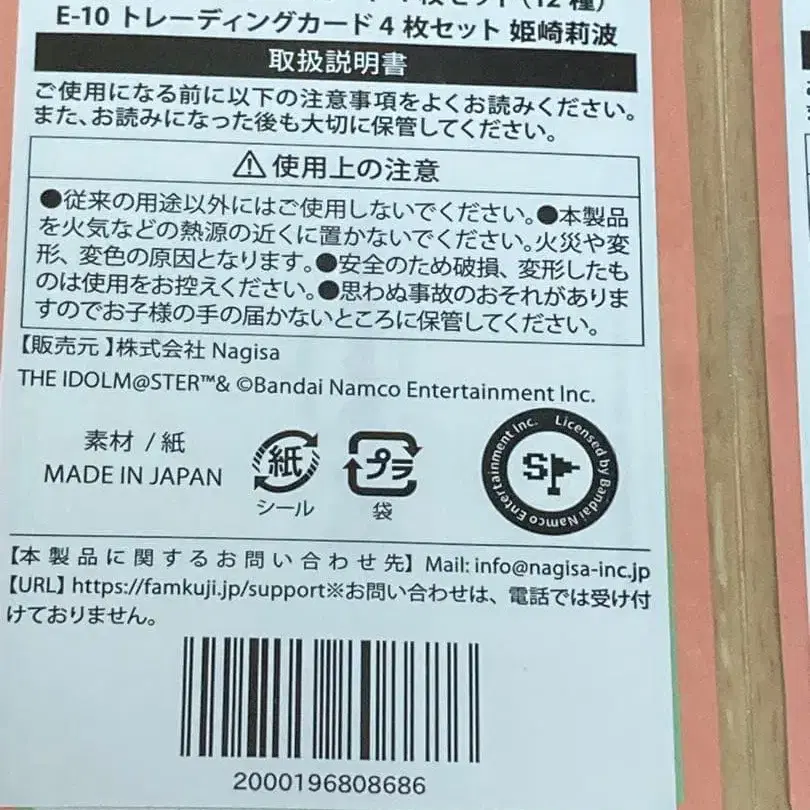 枚セット（12種）
E-10 トレーディングカード 4 枚セット 姫崎莉波
取扱説明書
ご使用になる前に以下の注意事項をよくお読みください。
また、お読みになった後も大切に保管してください。
⚠使用上の注意
●従来の用途以外にはご使用しないでください。●本製品
を火気などの熱源の近くに置かないでください。火災や変
形、変色の原因となります。●安全のため破損、変形したも
のは使用をお控えください。●思わぬ事故のおそれがありま
すのでお子様の手の届かないところに保管してください。
【販売元】株式会社 Nagisa
THE IDOLM@STER™& ©Bandai Namco Entertainment Inc.
素材 / 紙
MADE IN JAPAN
紙
シール
プラ
袋
Licensed by Bandai Namco Entertainment Inc.
S
【本製品に関するお問い合わせ先】Mail: info@nagisa-inc.jp
【URL】https://famkuji.jp/support※お問い合わせは、電話では受け付
けておりません。
2000196808686